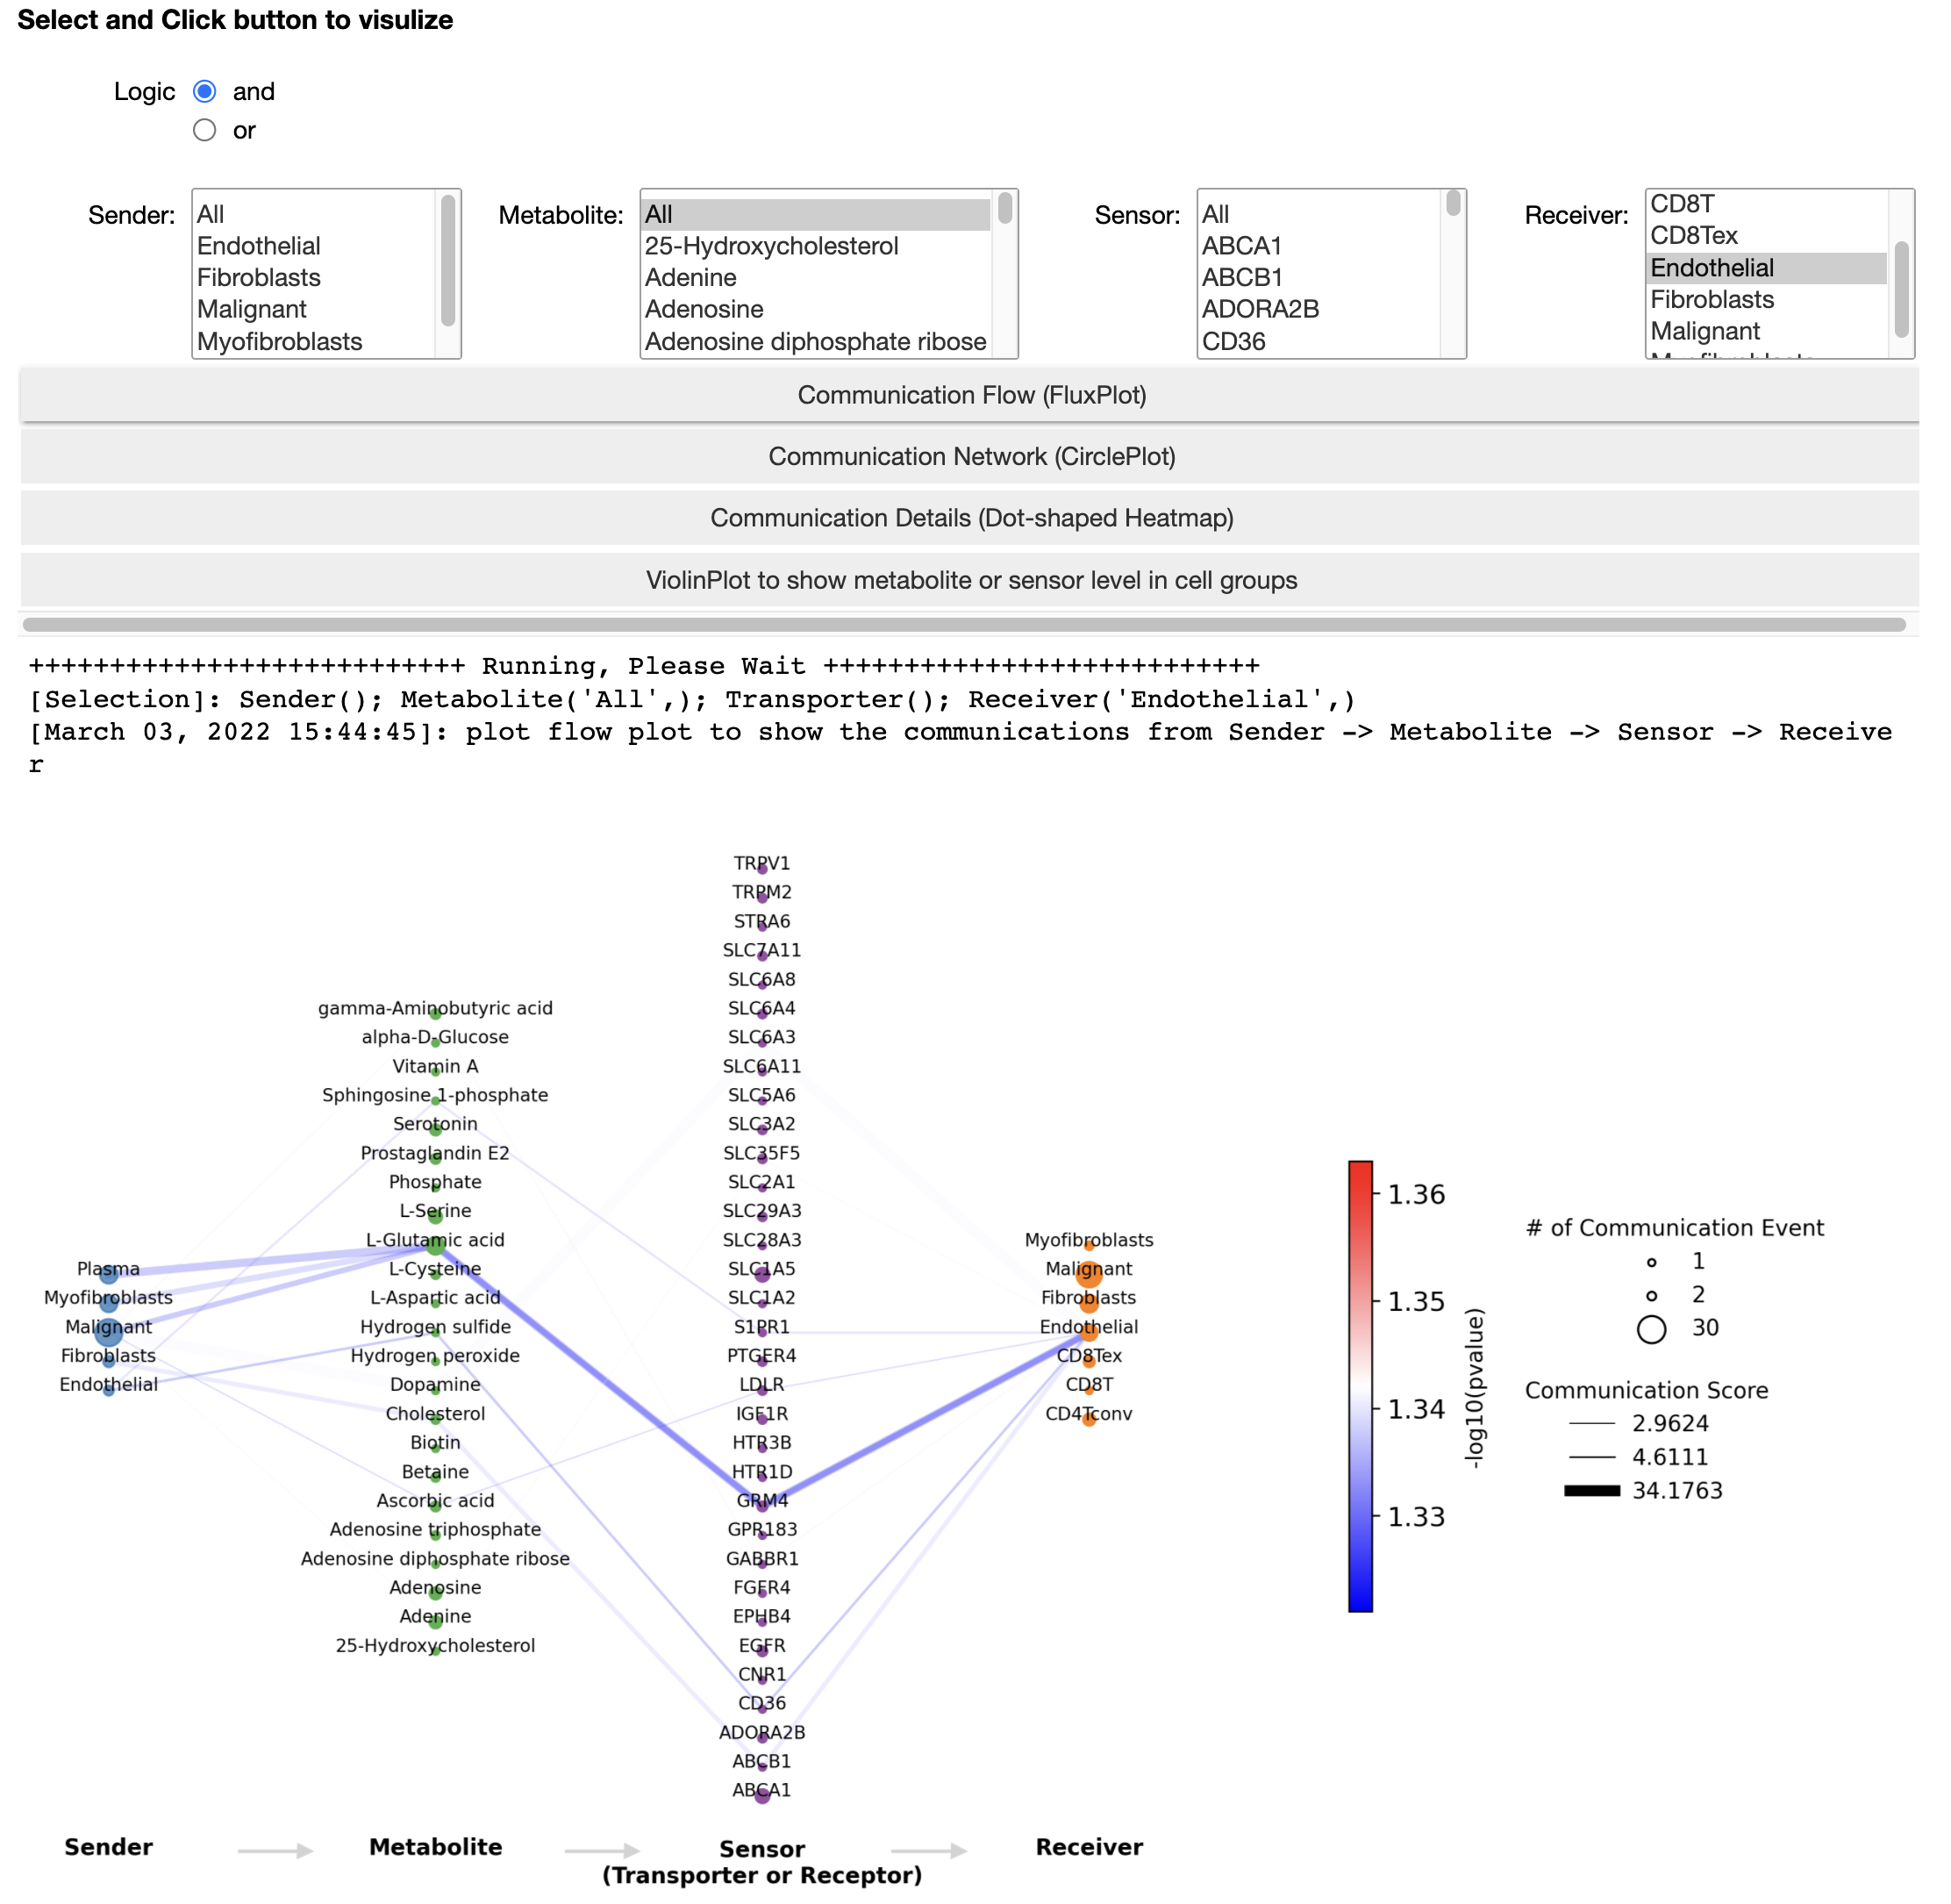 Select and Click button to visulize
Logic
and
or
Sender:
All
Endothelial
Fibroblasts
Malignant
Myofibroblasts
Metabolite:
All
25-Hydroxycholesterol
Adenine
Adenosine
Adenosine diphosphate ribose
Sensor:
All
ABCA1
ABCB1
ADORA2B
CD36
Receiver:
CD8T
CD8Tex
Endothelial
Fibroblasts
Malignant
Communication Flow (FluxPlot)
Communication Network (CirclePlot)
Communication Details (Dot-shaped Heatmap)
ViolinPlot to show metabolite or sensor level in cell groups
+++++++++++++++++++++++++++ Running, Please Wait +++++++++++++++++++++++++++
[Selection]: Sender(); Metabolite('All',); Transporter(); Receiver('Endothelial',)
[March 03, 2022 15:44:45]: plot flow plot to show the communications from Sender -> Metabolite -> Sensor -> Receive
r
Plasma
Myofibroblasts
Malignant
Fibroblasts
Endothelial
gamma-Aminobutyric acid
alpha-D-Glucose
Vitamin A
Sphingosine 1-phosphate
Serotonin
Prostaglandin E2
Phosphate
L-Serine
L-Glutamic acid
L-Cysteine
L-Aspartic acid
Hydrogen sulfide
Hydrogen peroxide
Dopamine
Cholesterol
Biotin
Betaine
Ascorbic acid
Adenosine triphosphate
Adenosine diphosphate ribose
Adenosine
Adenine
25-Hydroxycholesterol
TRPV1
TRPM2
STRA6
SLC7A11
SLC6A8
SLC6A4
SLC6A3
SLC6A11
SLC5A6
SLC3A2
SLC35F5
SLC2A1
SLC29A3
SLC28A3
SLC1A5
SLC1A2
S1PR1
PTGER4
LDLR
IGF1R
HTR3B
HTR1D
GRM4
GPR183
GABBR1
FGFR4
EPHB4
EGFR
CNR1
CD36
ADORA2B
ABCB1
ABCA1
Myofibroblasts
Malignant
Fibroblasts
Endothelial
CD8Tex
CD8T
CD4Tconv
1.36
1.35
1.34
1.33
-log10(pvalue)
# of Communication Event
1
2
30
Communication Score
2.9624
4.6111
34.1763
Sender
Metabolite
Sensor
(Transporter or Receptor)
Receiver